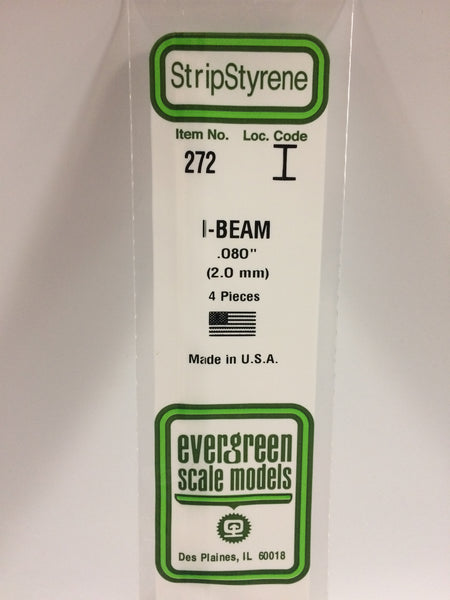 StripStyrene
Item No. Loc. Code
272 I
I-BEAM
.080"
(2.0 mm)
4 Pieces
Made in U.S.A.
evergreen
scale models
Des Plaines, IL 60018